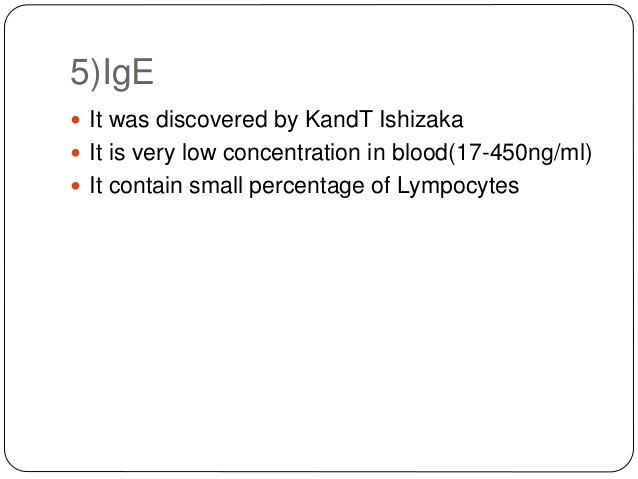 5)IgE
• It was discovered by KandT Ishizaka
• It is very low concentration in blood(17-450ng/ml)
• It contain small percentage of Lympocytes